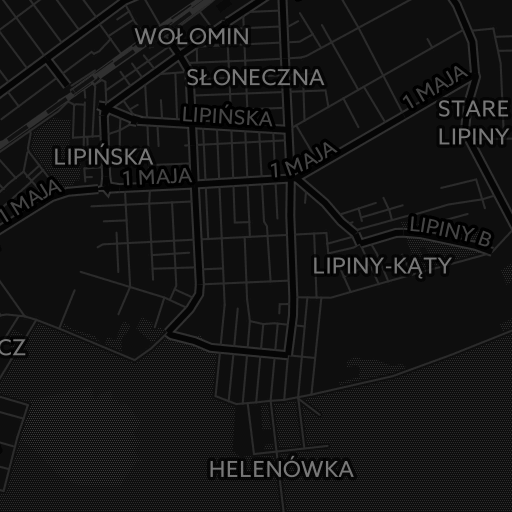 WOŁOMIN
SŁONECZNA
1 MAJA
STARE
LIPINY
LIPIŃSKA
LIPIŃSKA
1 MAJA
1 MAJA
1 MAJA
LIPINY B
LIPINY-KĄTY
CZ
HELENÓWKA